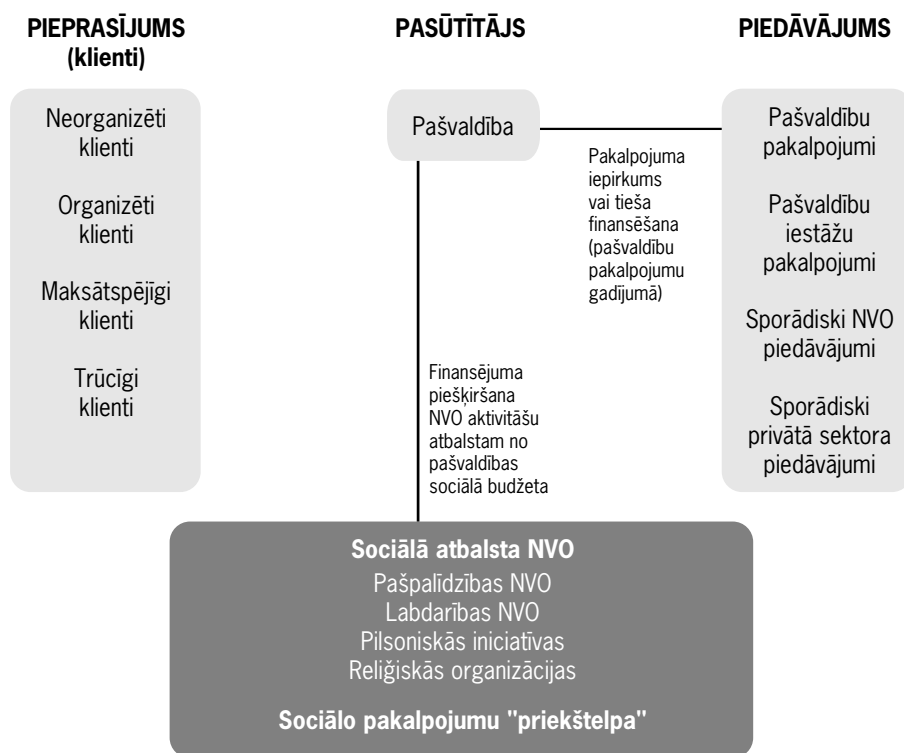 PIEPRASĪJUMS
(klienti)
Neorganizēti
klienti
Organizēti
klienti
Maksātspējīgi
klienti
Trūcīgi
klienti
PASŪTĪTĀJS
Pašvaldība
Pakalpojuma
iepirkums
vai tieša
finansēšana
(pašvaldību
pakalpojumu
gadījumā)
Finansējuma
piešķiršana
NVO aktivitāšu
atbalstam no
pašvaldības
sociālā budžeta
PIEDĀVĀJUMS
Pašvaldību
pakalpojumi
Pašvaldību
iestāžu
pakalpojumi
Sporādiski NVO
piedāvājumi
Sporādiski
privātā sektora
piedāvājumi
Sociālā atbalsta NVO
Pašpalīdzības NVO
Labdarības NVO
Pilsoniskās iniciatīvas
Reliģiskās organizācijas
Sociālo pakalpojumu "priekštelpa"